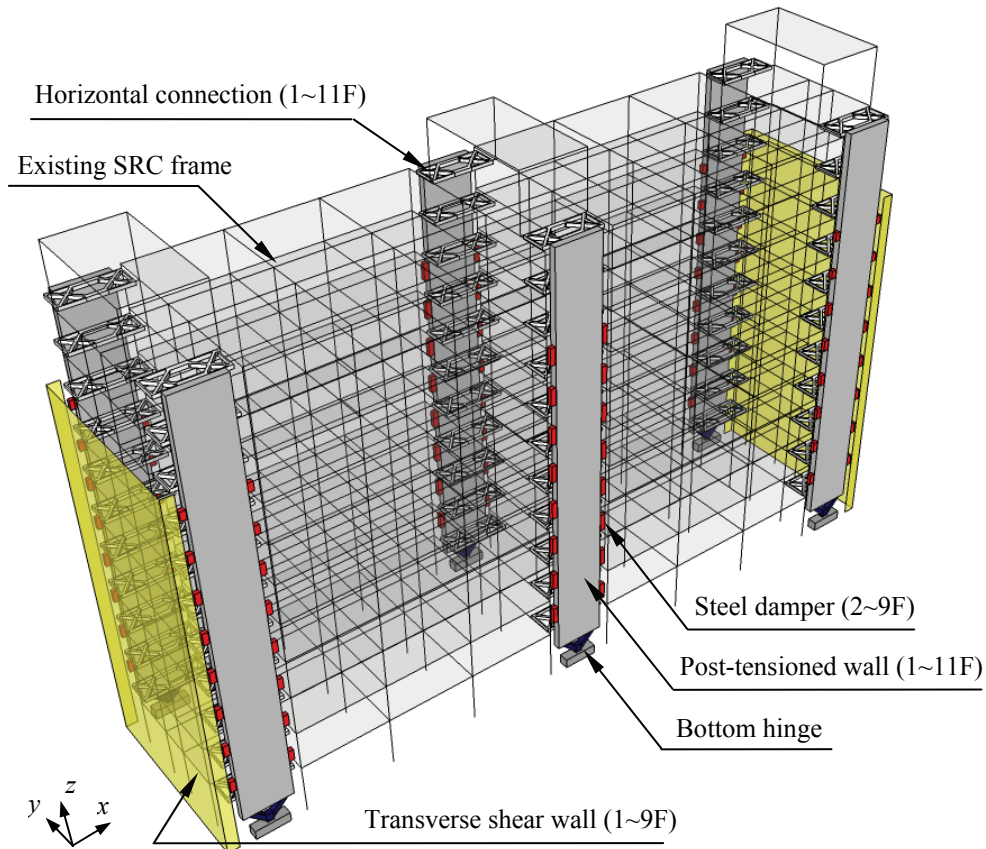 Horizontal connection (1~11F)
Existing SRC frame
Steel damper (2~9F)
Post-tensioned wall (1~11F)
Bottom hinge
Transverse shear wall (1~9F)
z
y
x